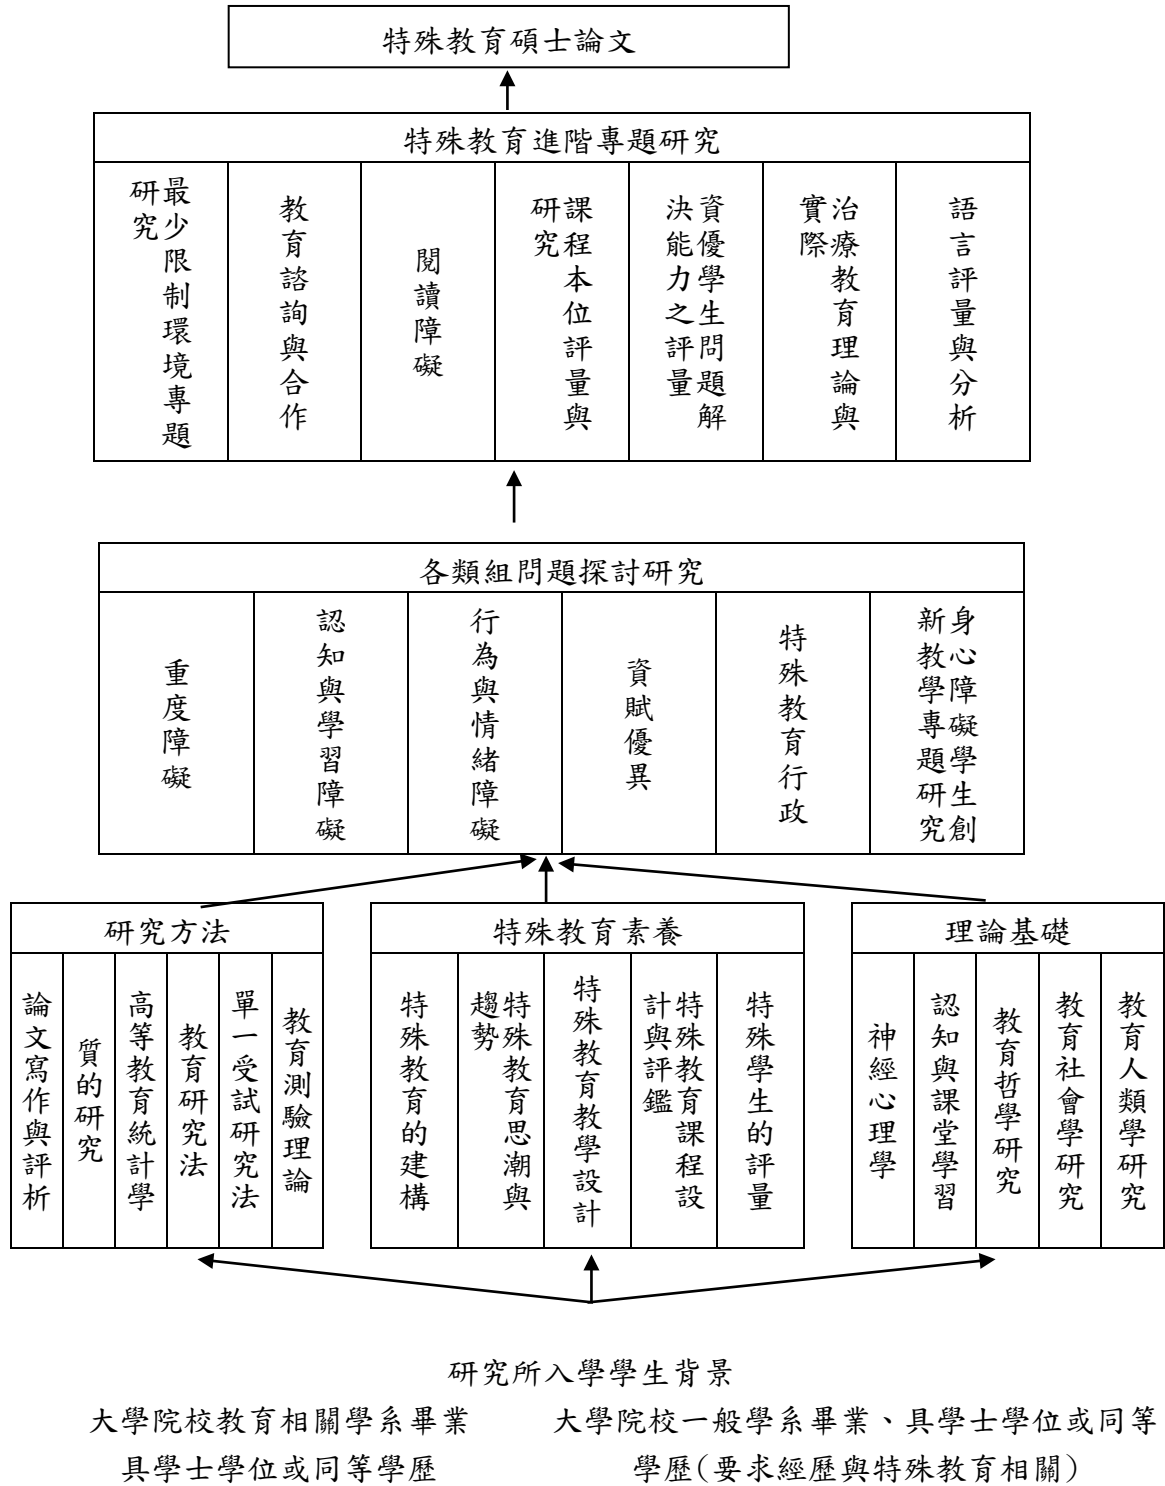 特殊教育碩士論文
特殊教育進階專題研究
最少限制環境專題
研究
教育諮詢與合作
閱讀障礙
課程本位評量與
研究
資優學生問題解
決能力之評量
治療教育理論與
實際
語言評量與分析
各類組問題探討研究
重度障礙
認知與學習障礙
行為與情緒障礙
資賦優異
特殊教育行政
身心障礙學生創
新教學專題研究
研究方法
論文寫作與評析
質的研究
高等教育統計學
教育研究法
單一受試研究法
教育測驗理論
特殊教育素養
特殊教育的建構
特殊教育思潮與
趨勢
特殊教育教學設計
特殊教育課程設
計與評鑑
特殊學生的評量
理論基礎
神經心理學
認知與課堂學習
教育哲學研究
教育社會學研究
教育人類學研究
研究所入學學生背景
大學院校教育相關學系畢業
具學士學位或同等學歷
大學院校一般學系畢業、具學士學位或同等
學歷(要求經歷與特殊教育相關)